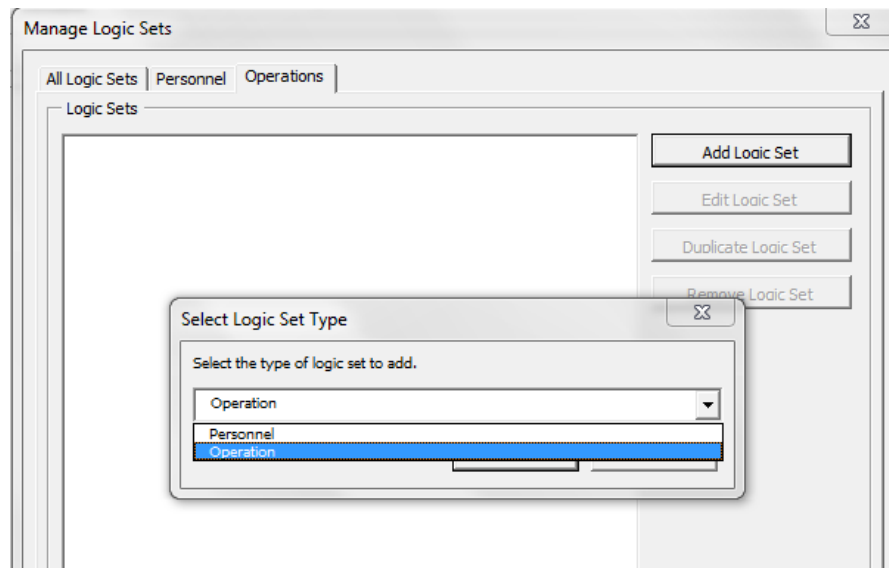 Manage Logic Sets
All Logic Sets Personnel Operations
Logic Sets
Add Logic Set
Edit Logic Set
Duplicate Logic Set
Remove Logic Set
Select Logic Set Type
Select the type of logic set to add.
Operation
Personnel
Operation